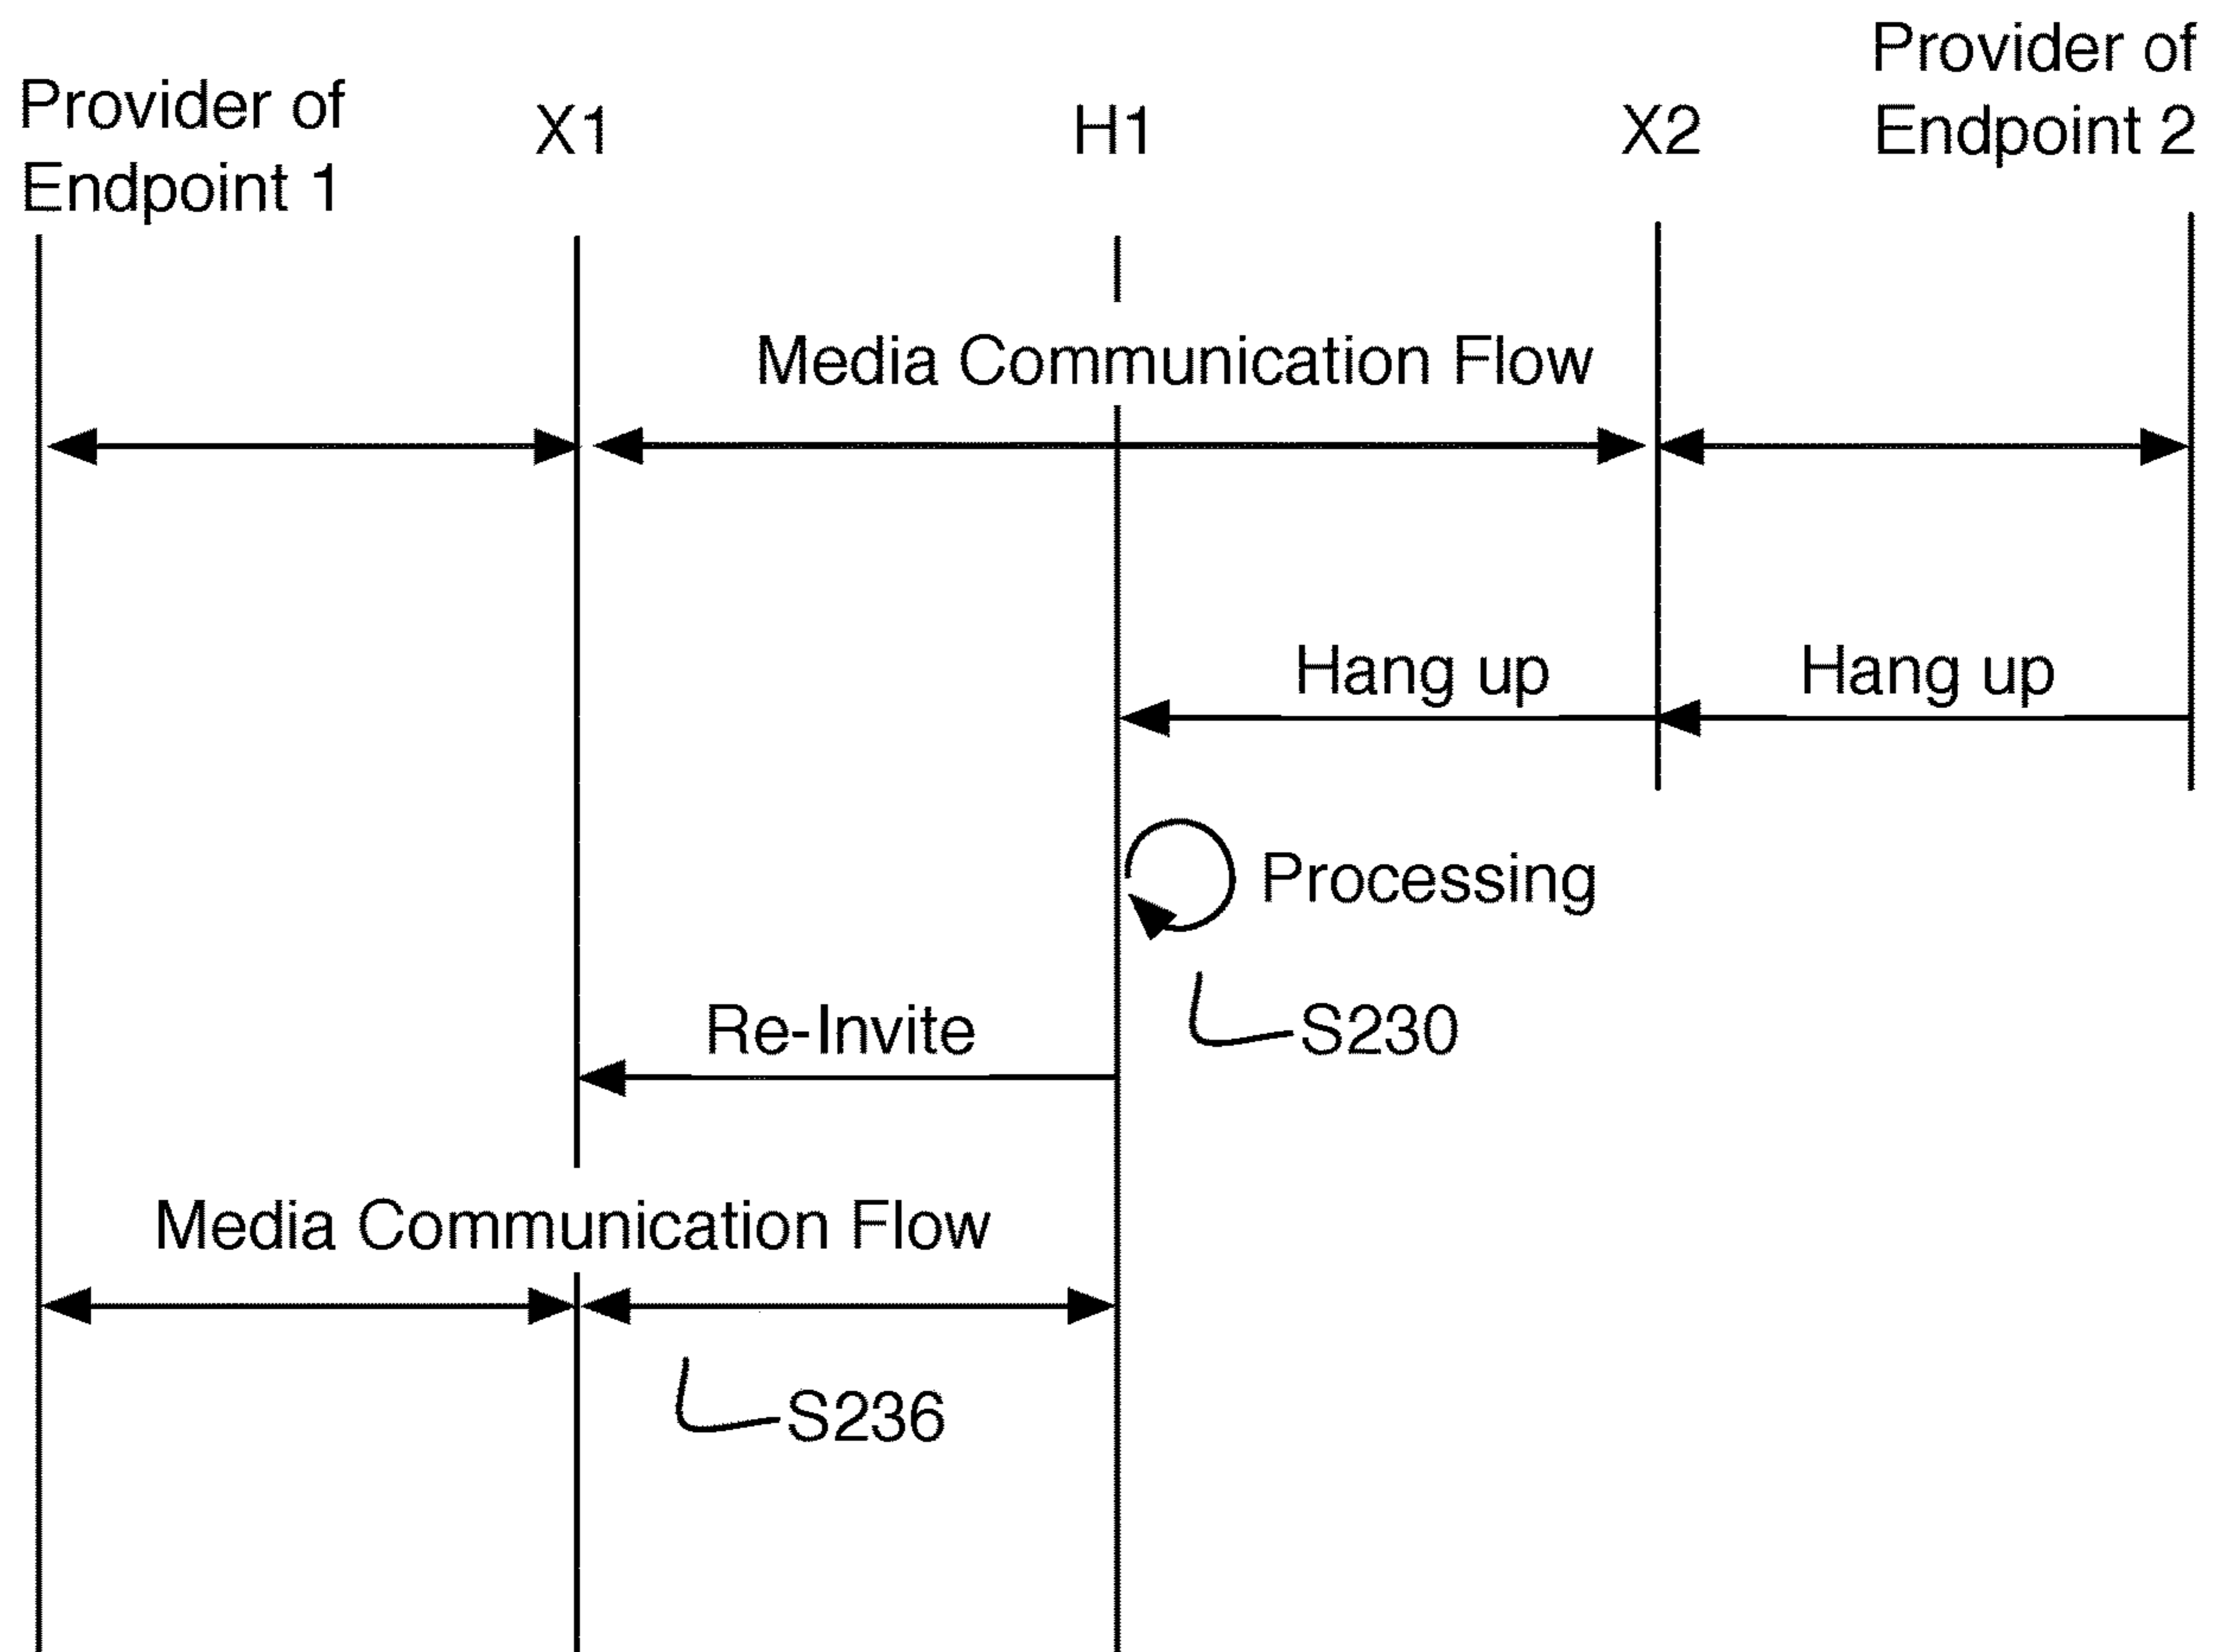 Provider of
Endpoint 1
X1
H1
X2
Provider of
Endpoint 2
Media Communication Flow
Hang up
Hang up
Processing
S230
Re-Invite
Media Communication Flow
S236